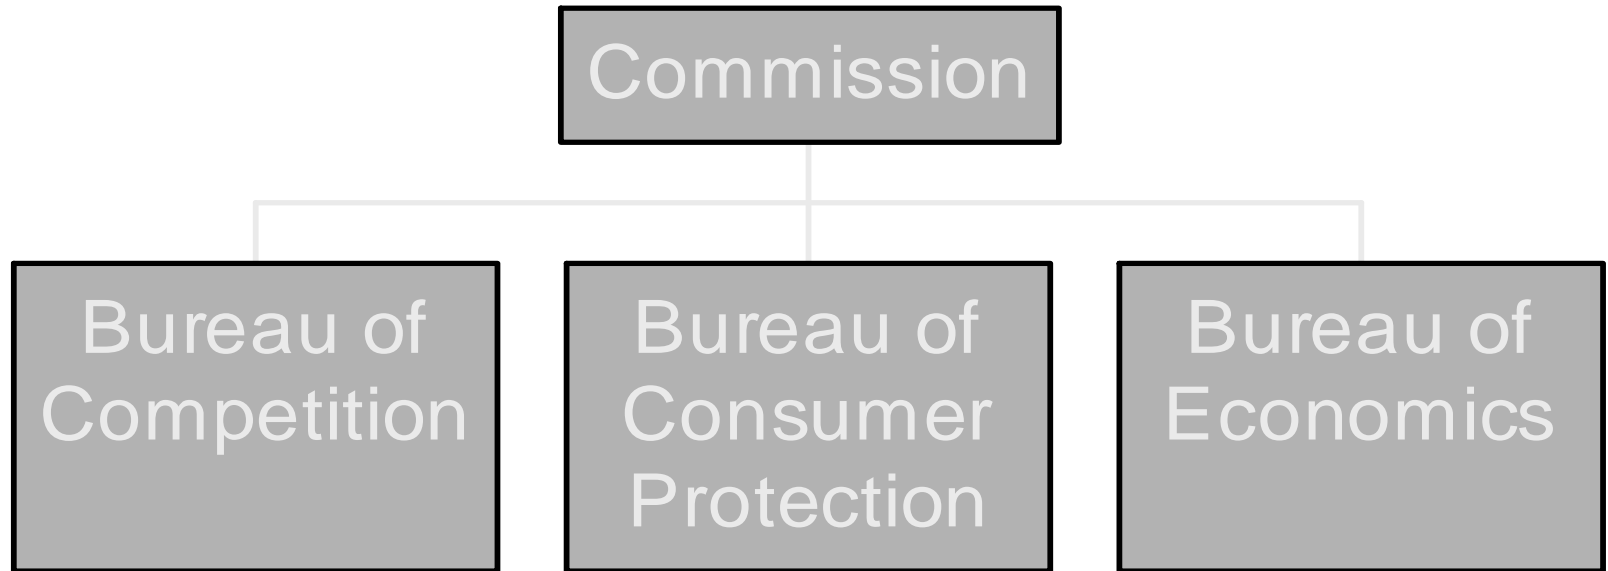 Commission
Bureau of
Competition
Bureau of
Consumer
Protection
Bureau of
Economics